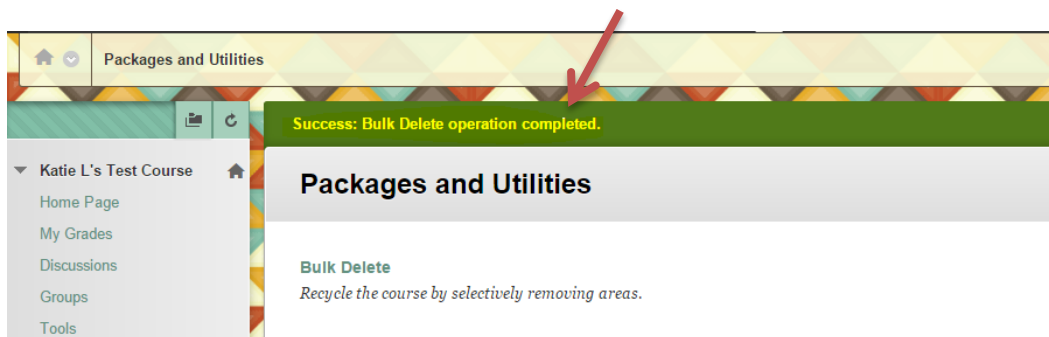 Packages and Utilities
Success: Bulk Delete operation completed.
Katie L's Test Course
Home Page
My Grades
Discussions
Groups
Tools
Packages and Utilities
Bulk Delete
Recycle the course by selectively removing areas.